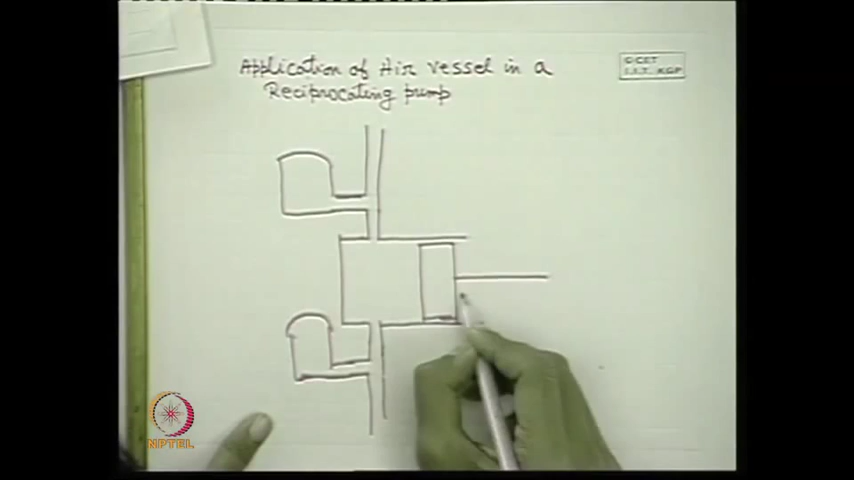 Application of Air vessel in a
Reciprocating pump
© CET
I.I.T. KGP
NPTEL